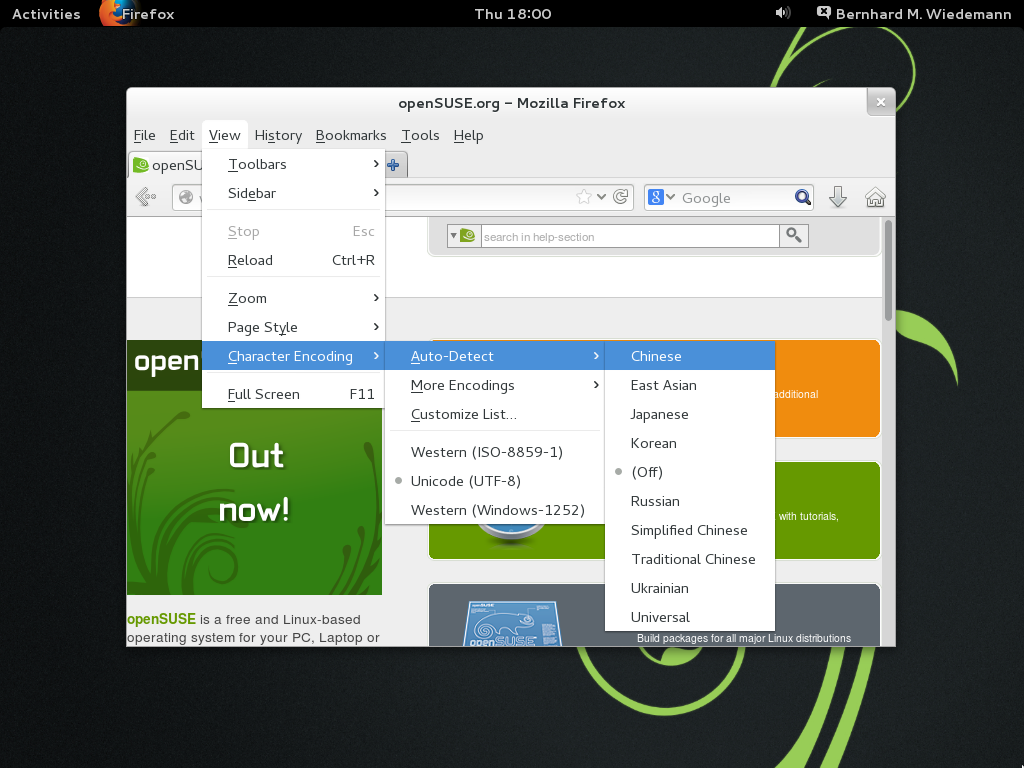 Activities Firefox Thu 18:00 Bernhard M. Wiedemann
openSUSE.org – Mozilla Firefox
File Edit View History Bookmarks Tools Help
openSU
Google
search in help-section
Toolbars
Sidebar
Stop Esc
Reload Ctrl+R
Zoom
Page Style
Character Encoding
Full Screen F11
Auto-Detect
More Encodings
Customize List...
Western (ISO-8859-1)
Unicode (UTF-8)
Western (Windows-1252)
Chinese
East Asian
Japanese
Korean
(Off)
Russian
Simplified Chinese
Traditional Chinese
Ukrainian
Universal
open
Out
now!
openSUSE is a free and Linux-based
operating system for your PC, Laptop or
additional
with tutorials,
openSUSE
Build packages for all major Linux distributions